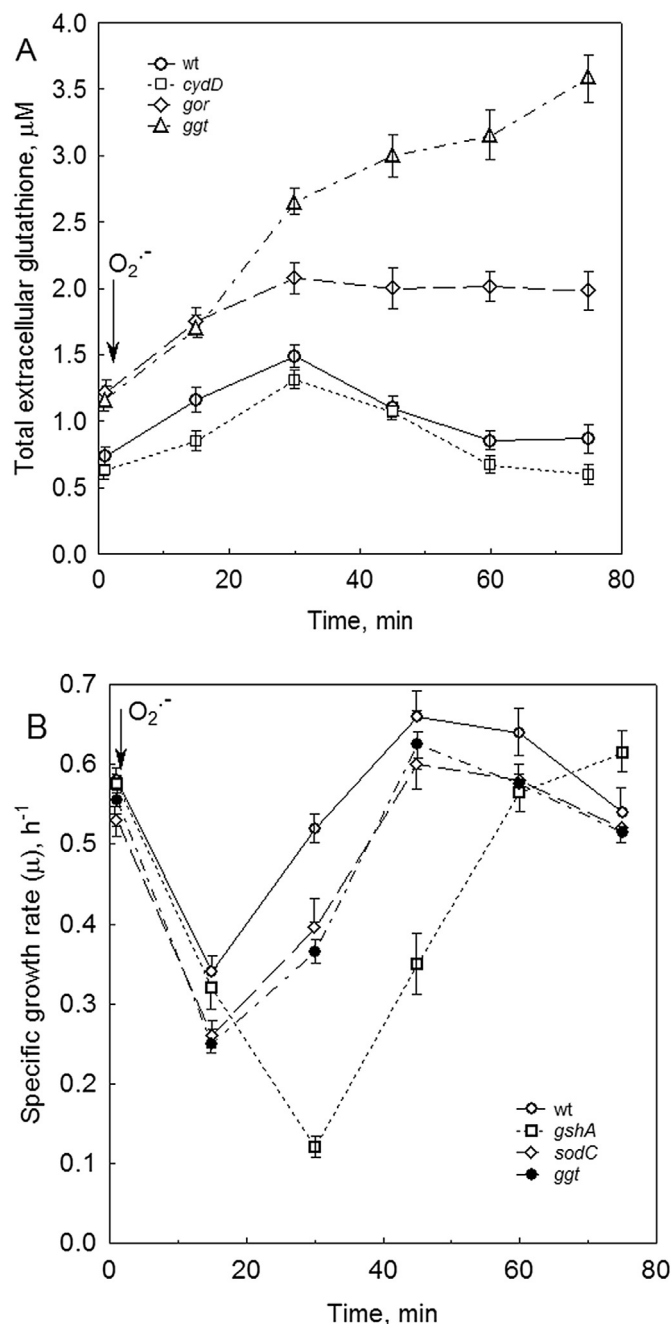 A
wt
cydD
gor
ggt
Total extracellular glutathione, μM
4.0
3.5
3.0
2.5
2.0
1.5
1.0
0.5
0.0
O₂·⁻
0 20 40 60 80
Time, min
B
0.7
0.6
0.5
0.4
0.3
0.2
0.1
0.0
O₂·⁻
Specific growth rate (μ), h⁻¹
wt
gshA
sodC
ggt
0 20 40 60 80
Time, min